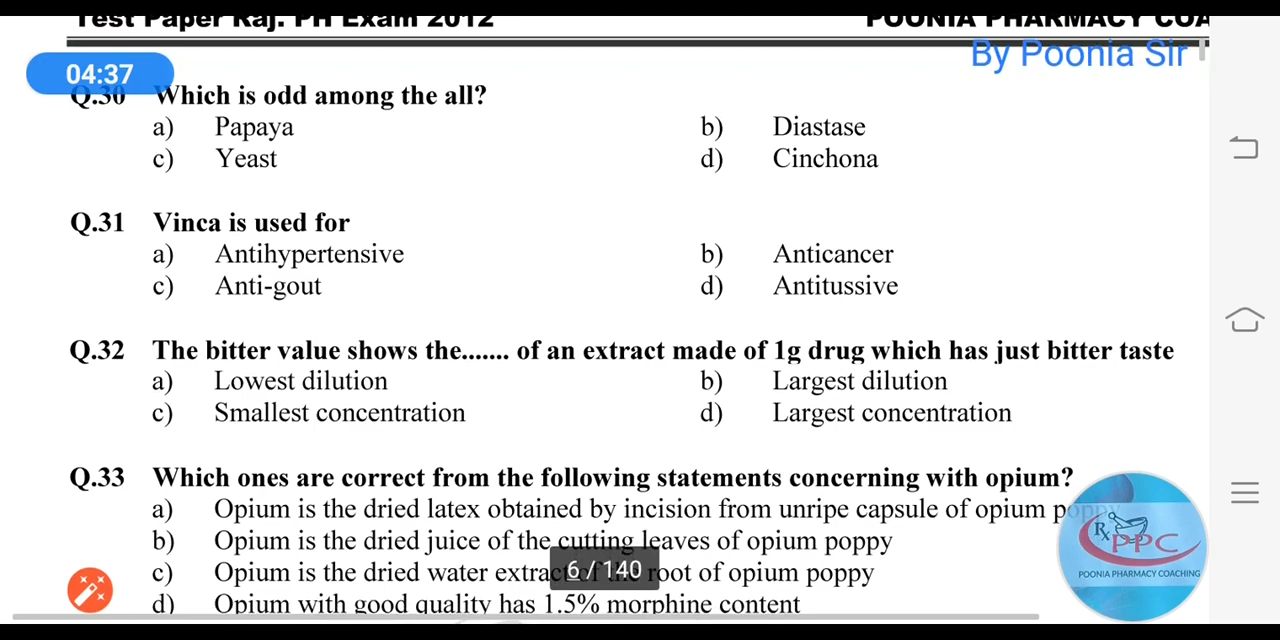 Test Paper Raj. PH Exam 2012 POONIA PHARMACY COA
By Poonia Sir
04:37
Q.30 Which is odd among the all?
a) Papaya b) Diastase
c) Yeast d) Cinchona
Q.31 Vinca is used for
a) Antihypertensive b) Anticancer
c) Anti-gout d) Antitussive
Q.32 The bitter value shows the....... of an extract made of 1g drug which has just bitter taste
a) Lowest dilution b) Largest dilution
c) Smallest concentration d) Largest concentration
Q.33 Which ones are correct from the following statements concerning with opium?
a) Opium is the dried latex obtained by incision from unripe capsule of opium poppy
b) Opium is the dried juice of the cutting leaves of opium poppy
c) Opium is the dried water extract root of opium poppy
d) Opium with good quality has 1.5% morphine content
6 / 140
Rx PPC
POONIA PHARMACY COACHING